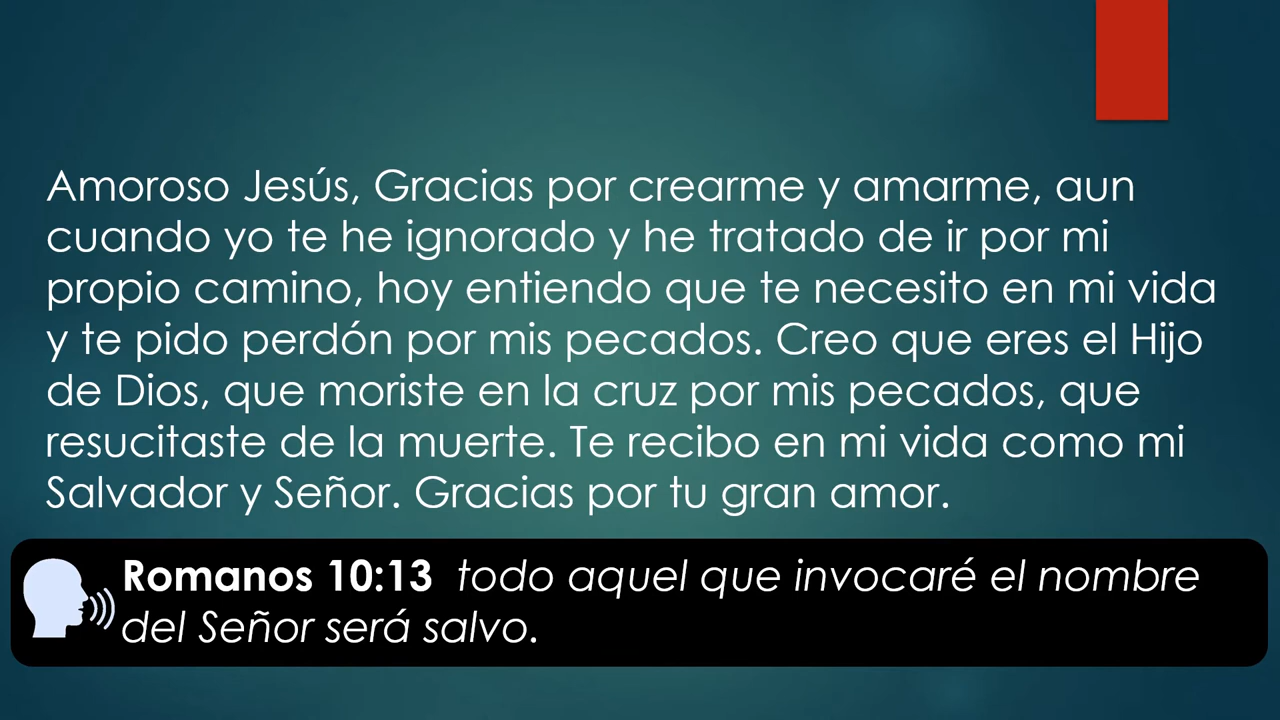 Amoroso Jesús, Gracias por crearme y amarme, aun
cuando yo te he ignorado y he tratado de ir por mi
propio camino, hoy entiendo que te necesito en mi vida
y te pido perdón por mis pecados. Creo que eres el Hijo
de Dios, que moriste en la cruz por mis pecados, que
resucitaste de la muerte. Te recibo en mi vida como mi
Salvador y Señor. Gracias por tu gran amor.
Romanos 10:13 todo aquel que invocaré el nombre
del Señor será salvo.